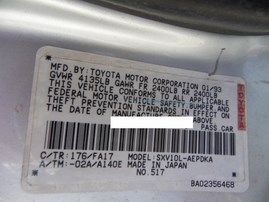 MFD. BY: TOYOTA MOTOR CORPORATION 01/93
GVWR 4135LB GAWR FR 2400LB RR 2400LB
THIS VEHICLE CONFORMS TO ALL APPLICABLE
FEDERAL MOTOR VEHICLE SAFETY, BUMPER, AND
THEFT PREVENTION STANDARDS IN EFFECT ON
THE DATE OF MANUFACTURE ABOVE.
PASS.CAR
C/TR: 176/FA17 MODEL: SXV10L-AEPDKA
A/TM: -02A/A140E MADE IN JAPAN
NO.517
BA02356468